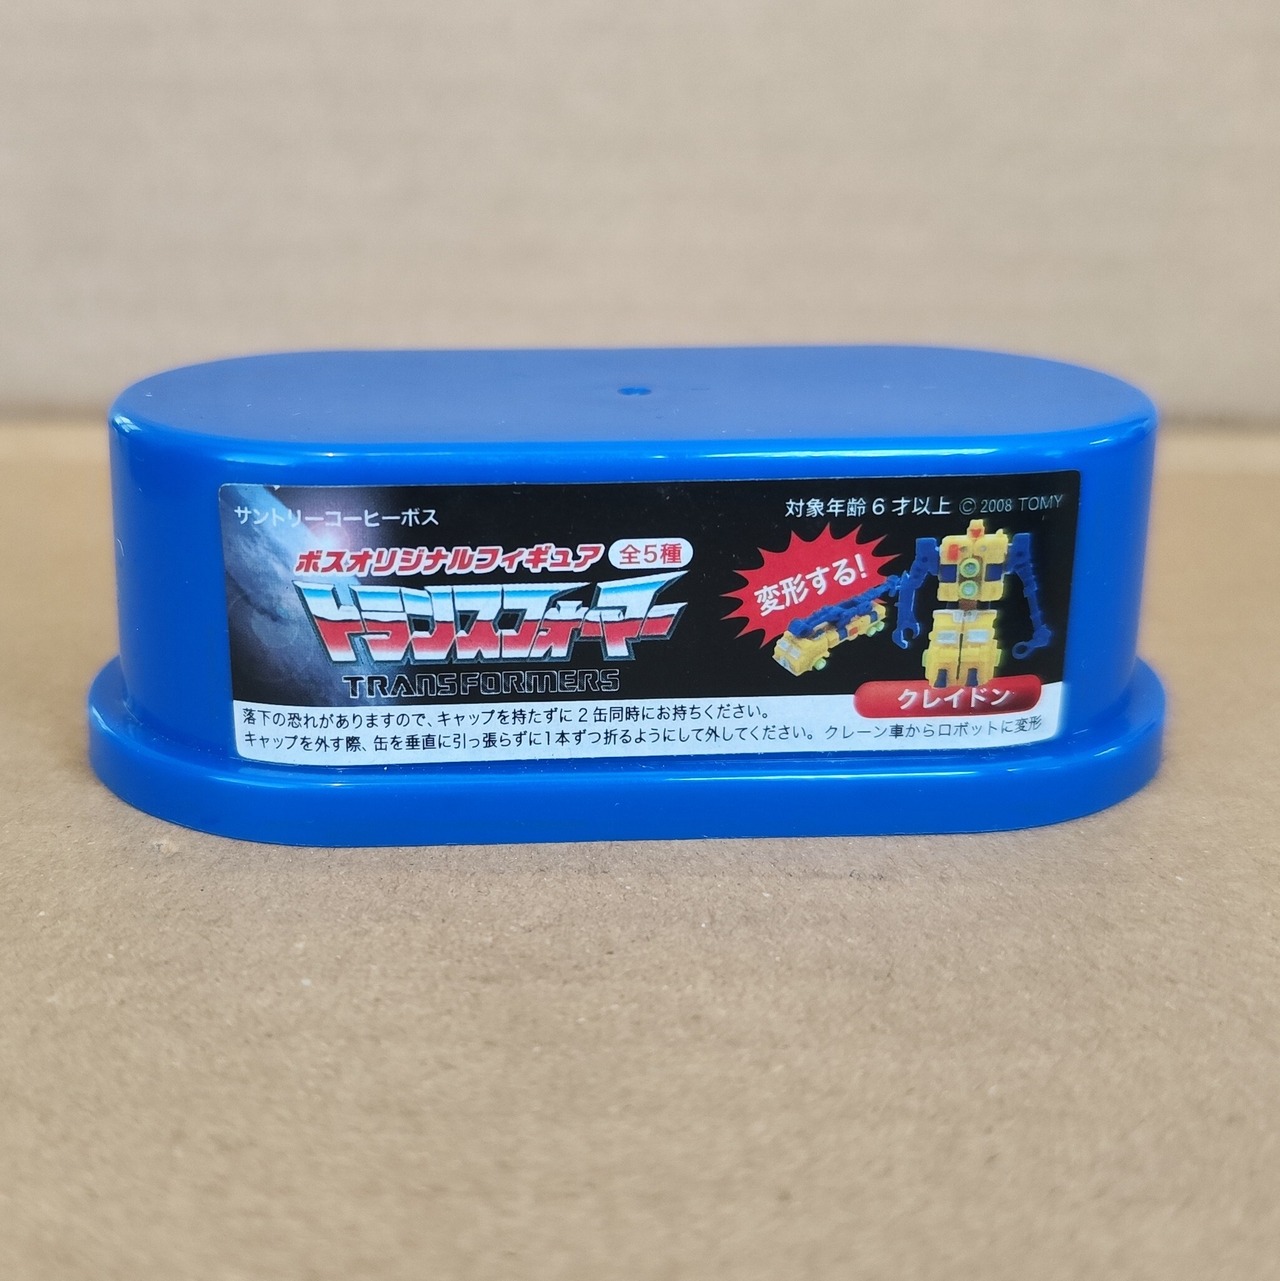 サントリーコーヒーボス
対象年齢6才以上 © 2008 TOMY
ボスオリジナルフィギュア 全5種
トランスフォーマー
TRANSFORMERS
変形する!
クレイドン
クレーン車からロボットに変形
落下の恐れがありますので、キャップを持たずに2缶同時にお持ちください。
キャップを外す際、缶を垂直に引っ張らずに1本ずつ折るようにして外してください。